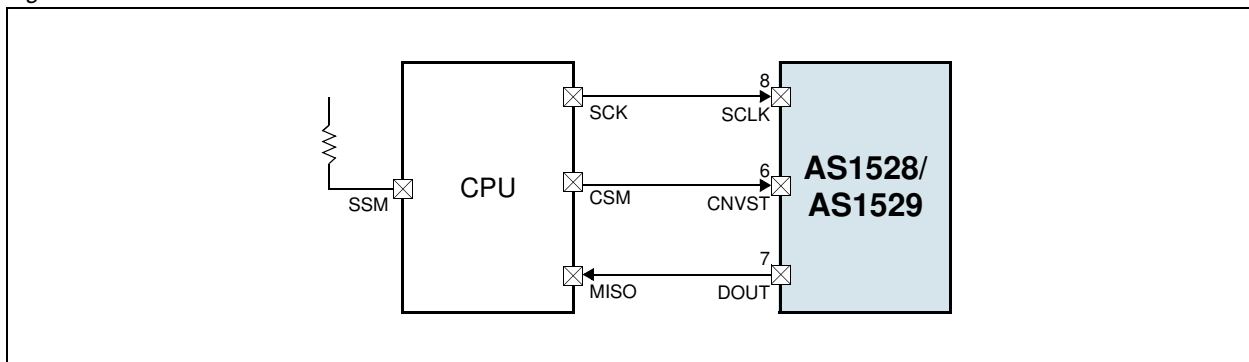 SSM
CPU
SCK
CSM
MISO
8
SCLK
6
CNVST
7
DOUT
AS1528/
AS1529